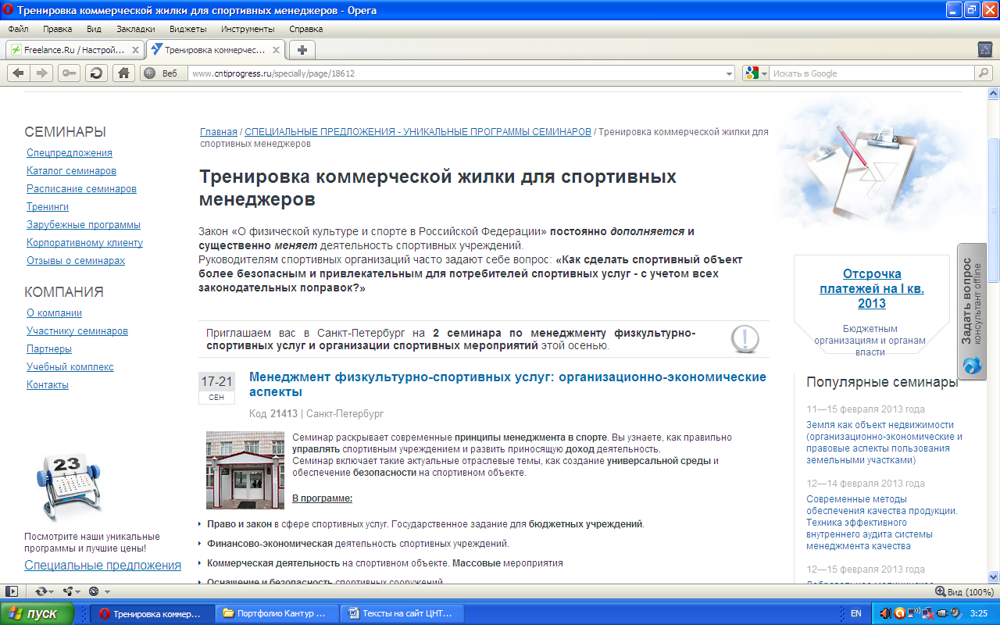 Тренировка коммерческой жилки для спортивных менеджеров - Opera
Файл Правка Вид Закладки Виджеты Инструменты Справка
Freelance.Ru / Настрой...
Тренировка коммерчес...
Веб
www.cntiprogress.ru/specially/page/18612
Искать в Google
СЕМИНАРЫ
Спецпредложения
Каталог семинаров
Расписание семинаров
Тренинги
Зарубежные программы
Корпоративному клиенту
Отзывы о семинарах
КОМПАНИЯ
О компании
Участнику семинаров
Партнеры
Учебный комплекс
Контакты
23
Посмотрите наши уникальные
программы и лучшие цены!
Специальные предложения
Главная / СПЕЦИАЛЬНЫЕ ПРЕДЛОЖЕНИЯ - УНИКАЛЬНЫЕ ПРОГРАММЫ СЕМИНАРОВ / Тренировка коммерческой жилки для
спортивных менеджеров
Тренировка коммерческой жилки для спортивных
менеджеров
Закон «О физической культуре и спорте в Российской Федерации» постоянно дополняется и
существенно меняет деятельность спортивных учреждений.
Руководителям спортивных организаций часто задают себе вопрос: «Как сделать спортивный объект
более безопасным и привлекательным для потребителей спортивных услуг - с учетом всех
законодательных поправок?»
Приглашаем вас в Санкт-Петербург на 2 семинара по менеджменту физкультурно-
спортивных услуг и организации спортивных мероприятий этой осенью.
17-21
СЕН
Менеджмент физкультурно-спортивных услуг: организационно-экономические
аспекты
Код 21413 | Санкт-Петербург
Семинар раскрывает современные принципы менеджмента в спорте. Вы узнаете, как правильно
управлять спортивным учреждением и развить приносящую доход деятельность.
Семинар включает такие актуальные отраслевые темы, как создание универсальной среды и
обеспечение безопасности на спортивном объекте.
В программе:
Право и закон в сфере спортивных услуг. Государственное задание для бюджетных учреждений.
Финансово-экономическая деятельность спортивных учреждений.
Коммерческая деятельность на спортивном объекте. Массовые мероприятия
Оснащение и безопасность спортивных сооружений
Отсрочка
платежей на I кв.
2013
Бюджетным
организациям и органам
власти
Задать вопрос
консультант offline
Популярные семинары
11—15 февраля 2013 года
Земля как объект недвижимости
(организационно-экономические и
правовые аспекты пользования
земельными участками)
12—14 февраля 2013 года
Современные методы
обеспечения качества продукции.
Техника эффективного
внутреннего аудита системы
менеджмента качества
12—15 февраля 2013 года
Вид (100%)
пуск
Тренировка коммер...
Портфолио Кантур ...
Тексты на сайт ЦНТ...
EN
3:25